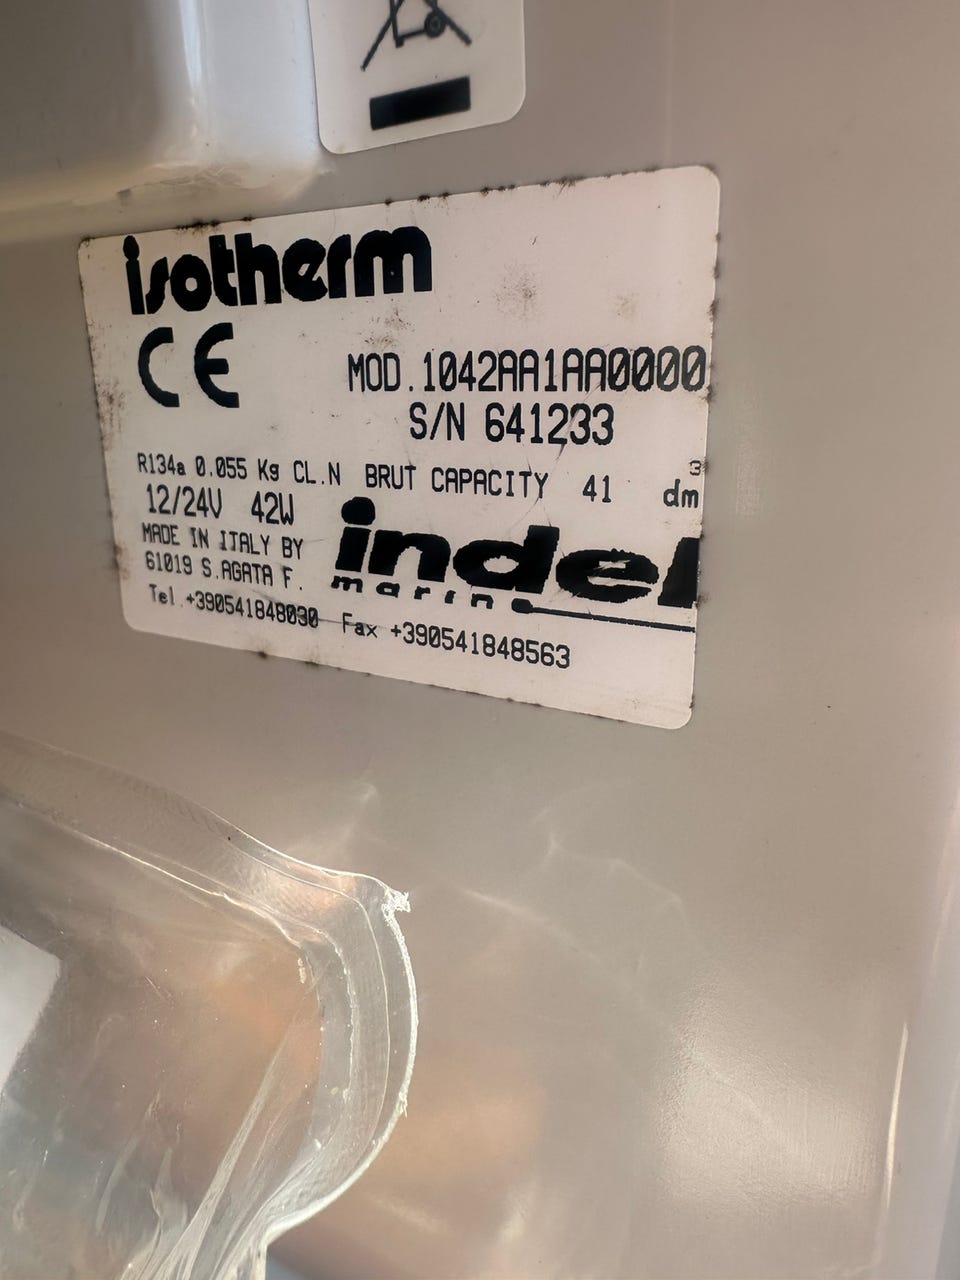 isotherm
CE
MOD.1042AA1AA0000
S/N 641233
R134a 0.055 Kg CL.N BRUT CAPACITY 41 dm³
12/24V 42W
MADE IN ITALY BY
61019 S.AGATA F.
indel
marine
Tel.+390541848030 Fax +390541848563